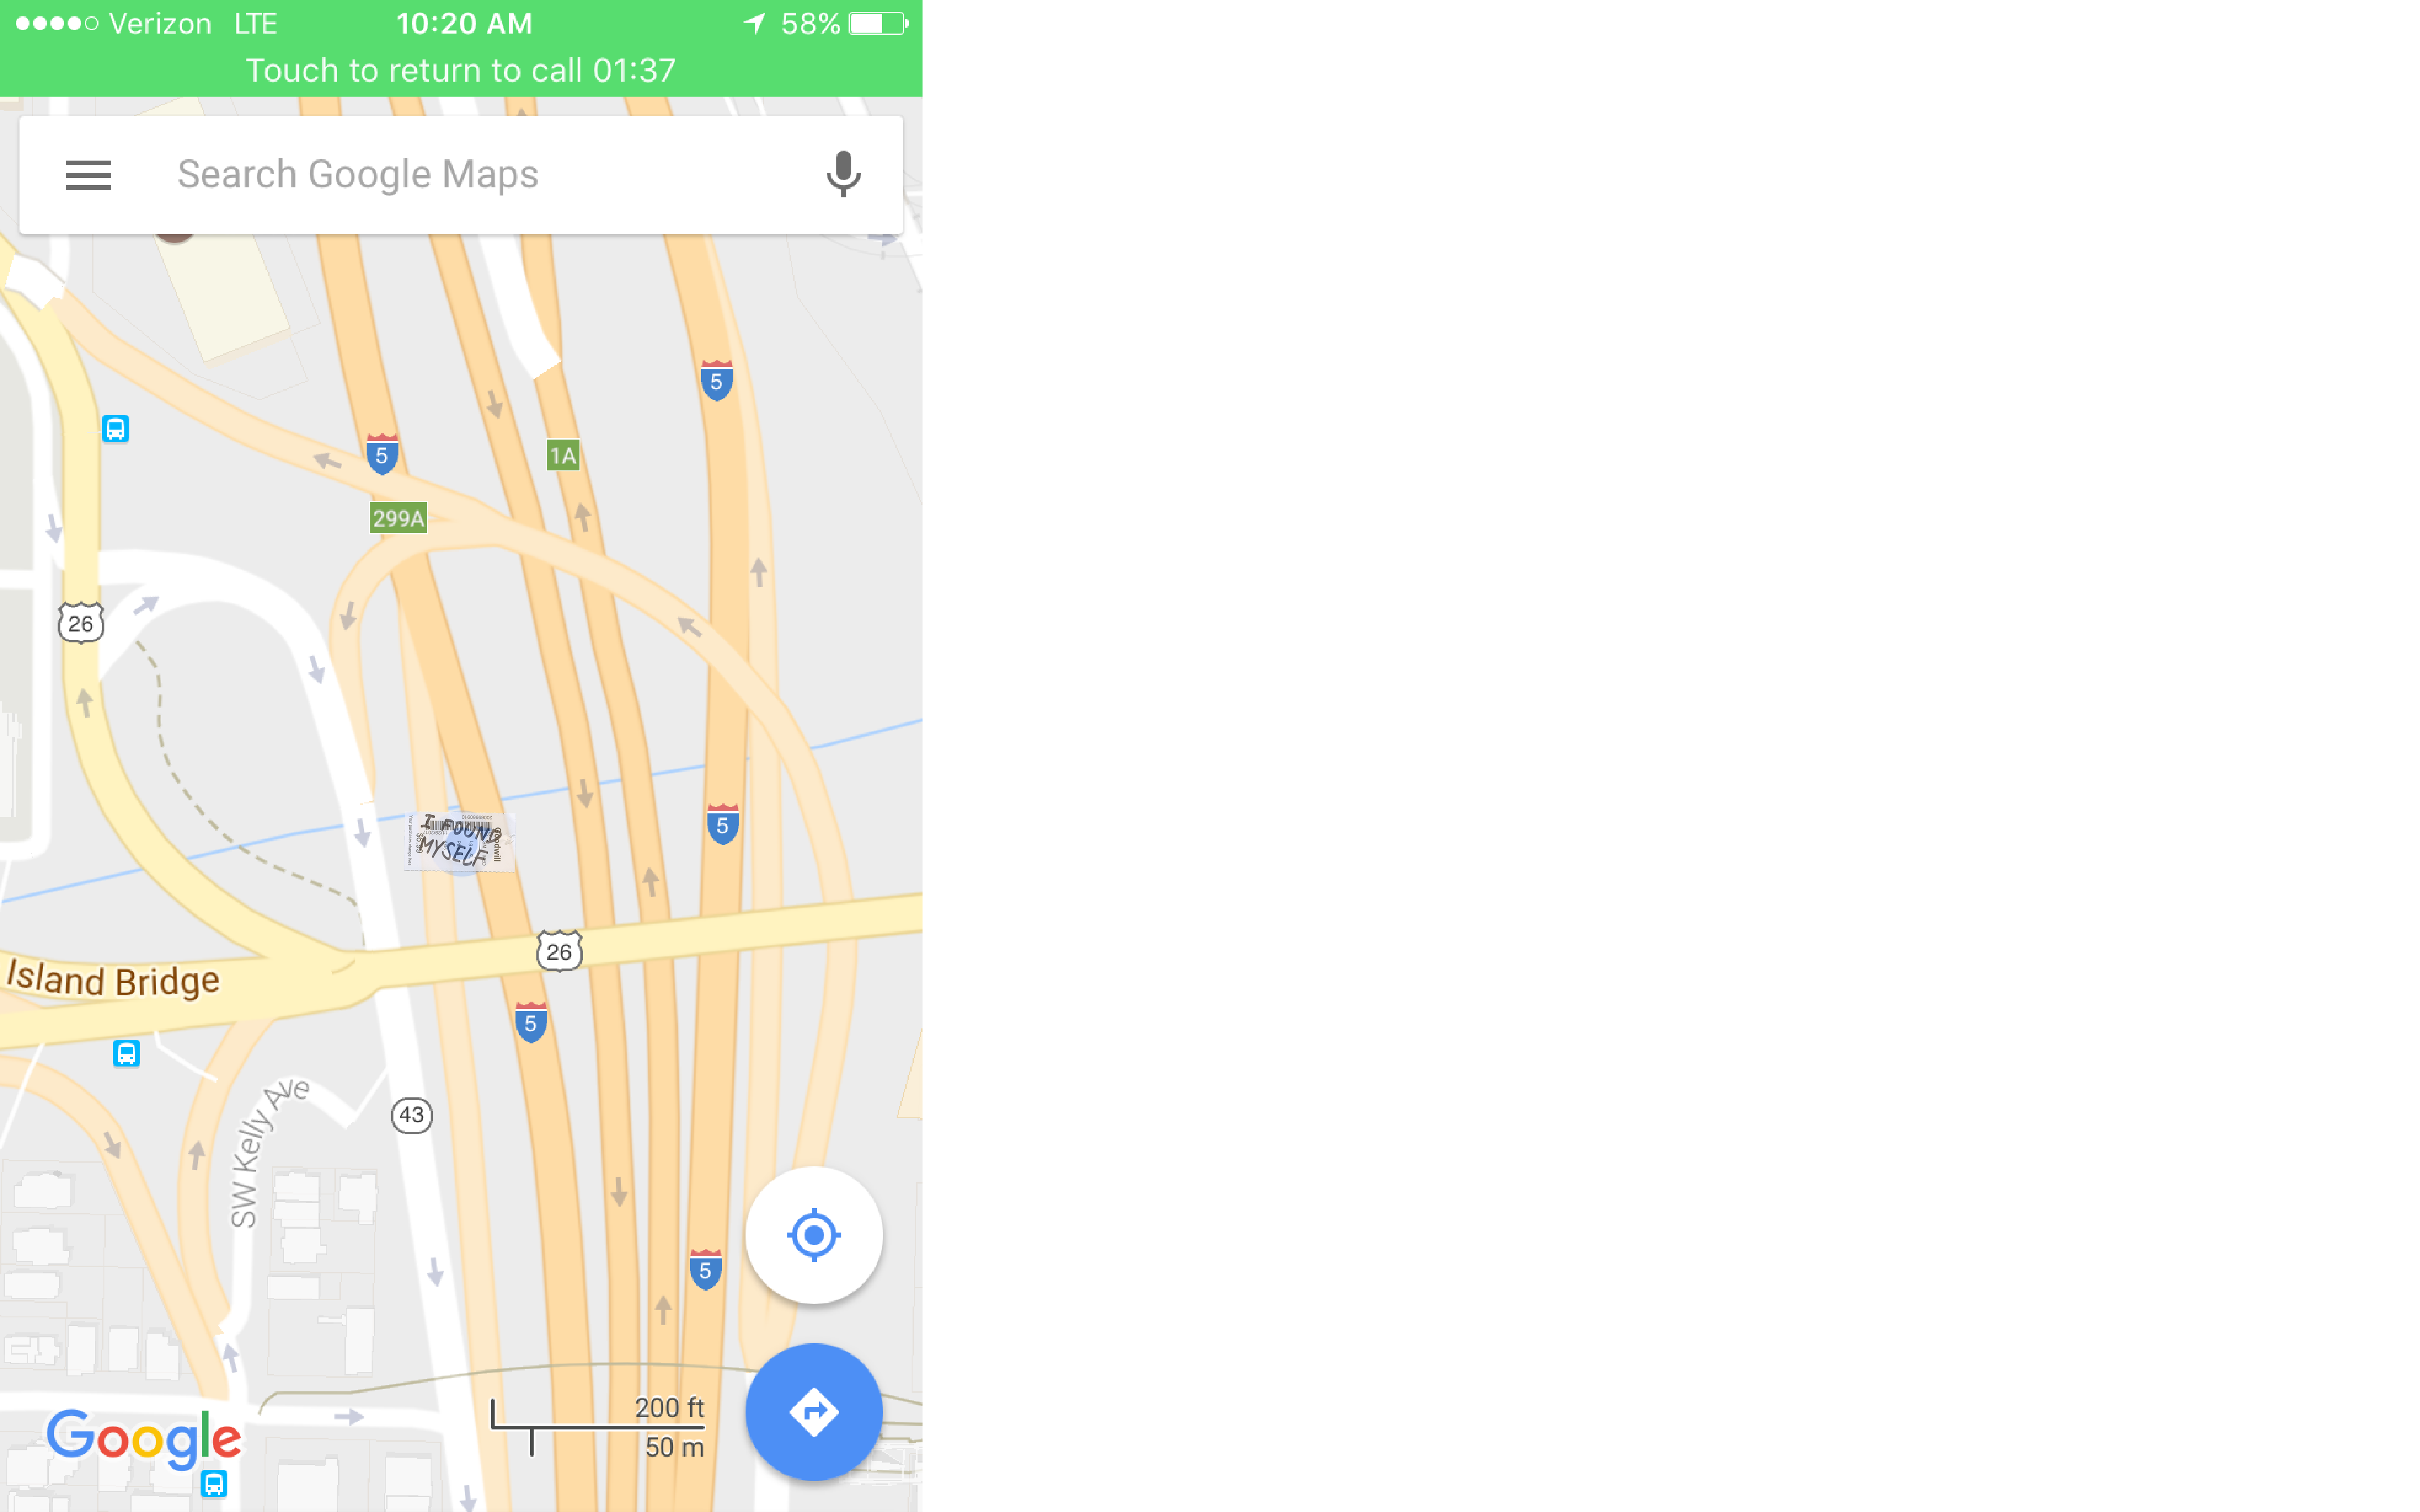 Verizon LTE 10:20 AM 58%
Touch to return to call 01:37
Search Google Maps
5
5
1A
299A
26
I FOUND
MYSELF
Goodwill
5
26
Island Bridge
5
43
SW Kelly Ave
5
200 ft
50 m
Google